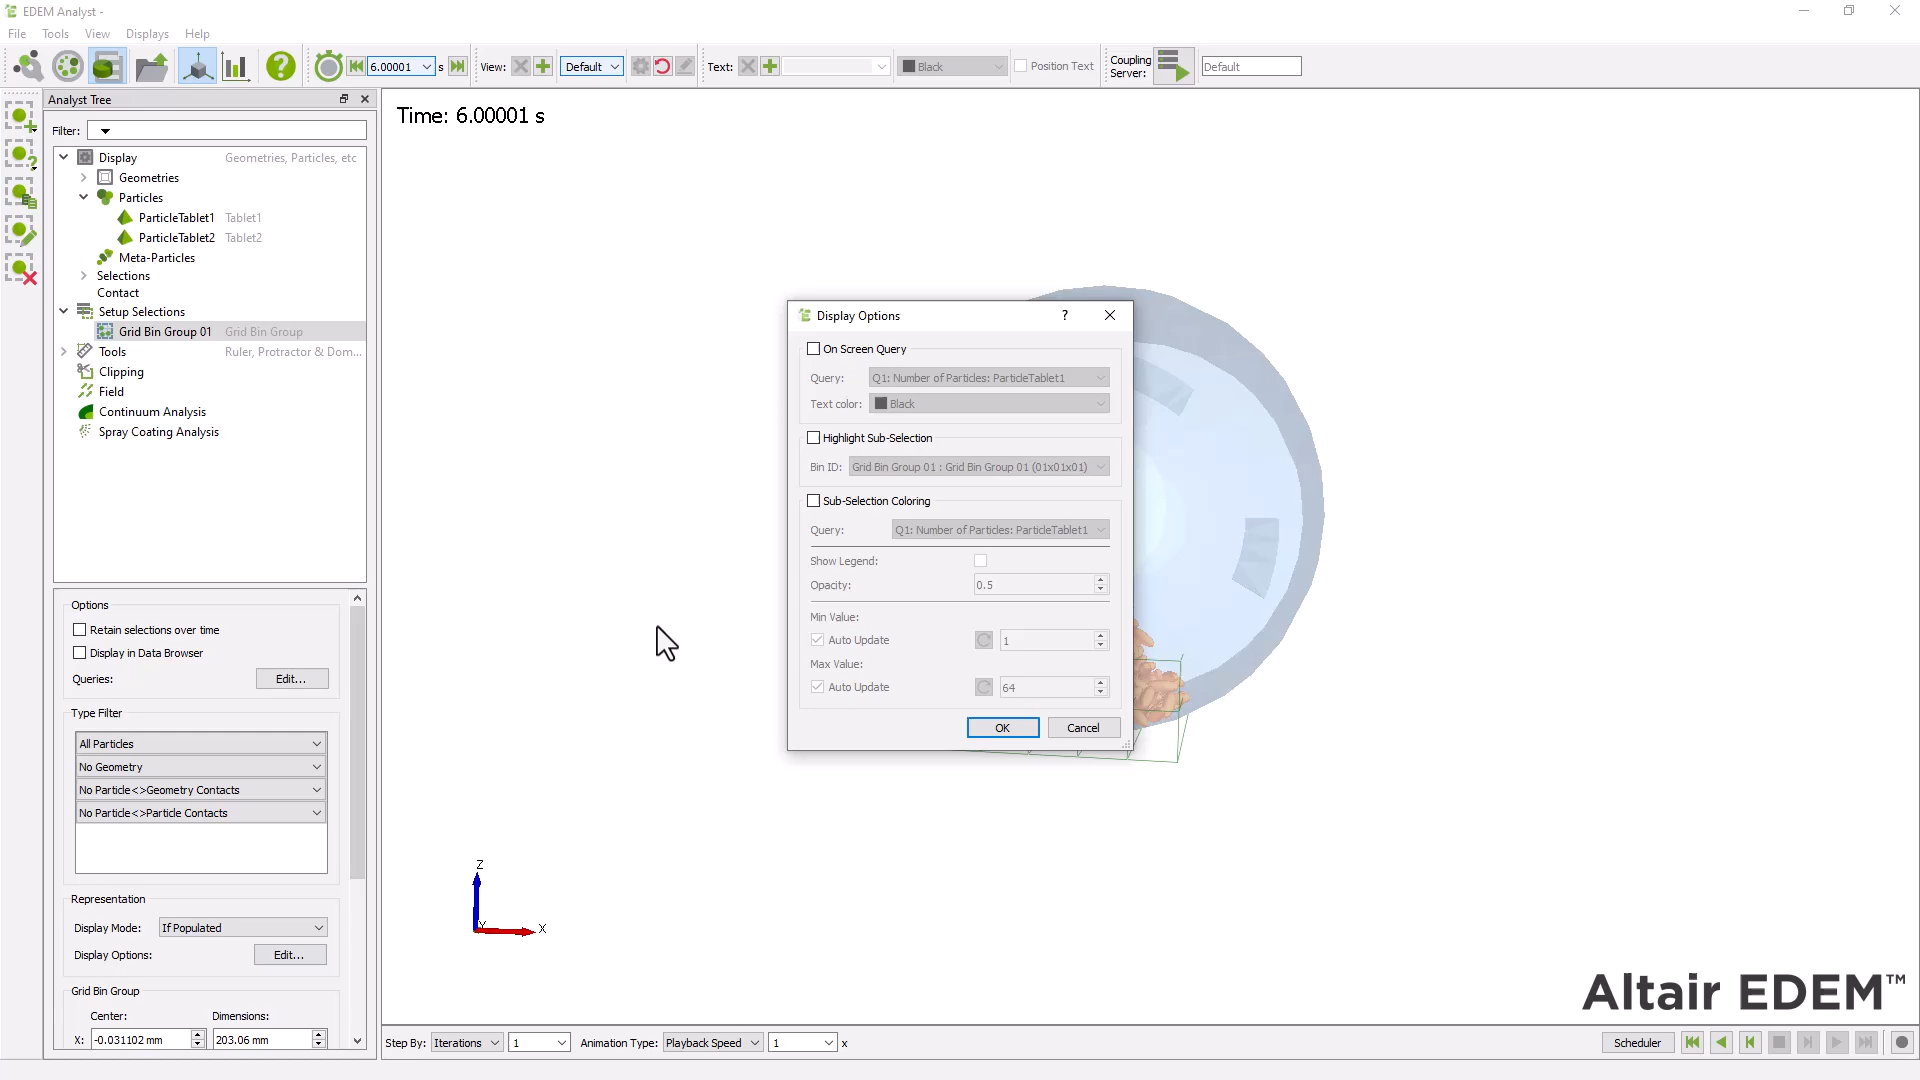 EDEM Analyst -
File Tools View Displays Help
6.00001 s View: Default Text: Black Position Text Coupling Server: Default
Analyst Tree
Filter:
Display Geometries, Particles, etc
Geometries
Particles
ParticleTablet1 Tablet1
ParticleTablet2 Tablet2
Meta-Particles
Selections
Contact
Setup Selections
Grid Bin Group 01 Grid Bin Group
Tools Ruler, Protractor & Dom...
Clipping
Field
Continuum Analysis
Spray Coating Analysis
Options
Retain selections over time
Display in Data Browser
Queries: Edit...
Type Filter
All Particles
No Geometry
No Particle<>Geometry Contacts
No Particle<>Particle Contacts
Representation
Display Mode: If Populated
Display Options: Edit...
Grid Bin Group
Center: Dimensions:
X: -0.031102 mm 203.06 mm
Time: 6.00001 s
Display Options ?
On Screen Query
Query: Q1: Number of Particles: ParticleTablet1
Text color: Black
Highlight Sub-Selection
Bin ID: Grid Bin Group 01 : Grid Bin Group 01 (01x01x01)
Sub-Selection Coloring
Query: Q1: Number of Particles: ParticleTablet1
Show Legend:
Opacity: 0.5
Min Value:
Auto Update 1
Max Value:
Auto Update 64
OK Cancel
Z
Y
X
Altair EDEM™
Step By: Iterations 1 Animation Type: Playback Speed 1 x Scheduler